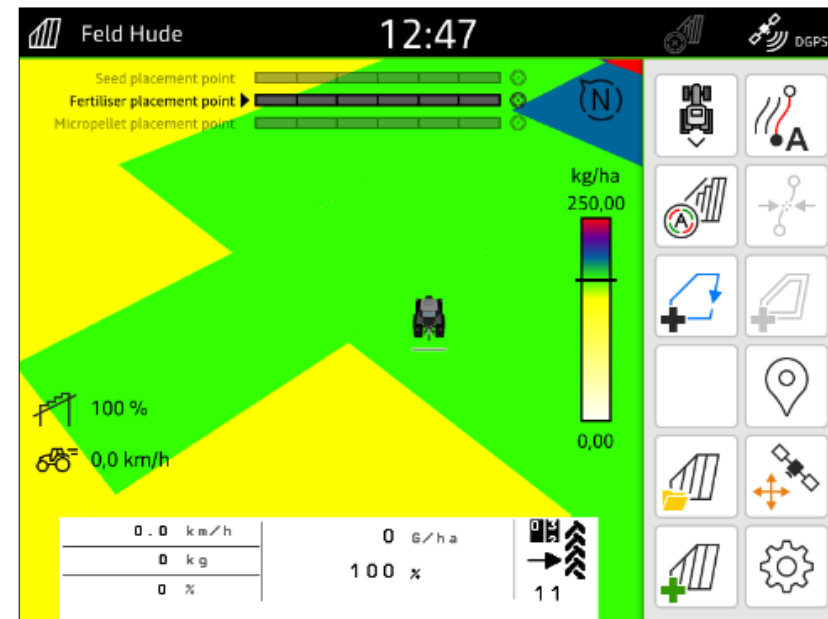 Feld Hude 12:47 DGPS
Seed placement point
Fertiliser placement point
Micropellet placement point
N
A
kg/ha
250,00
A
0,00
100 %
0,0 km/h
0.0 km/h
0 kg
0 %
0 G/ha
100 %
11